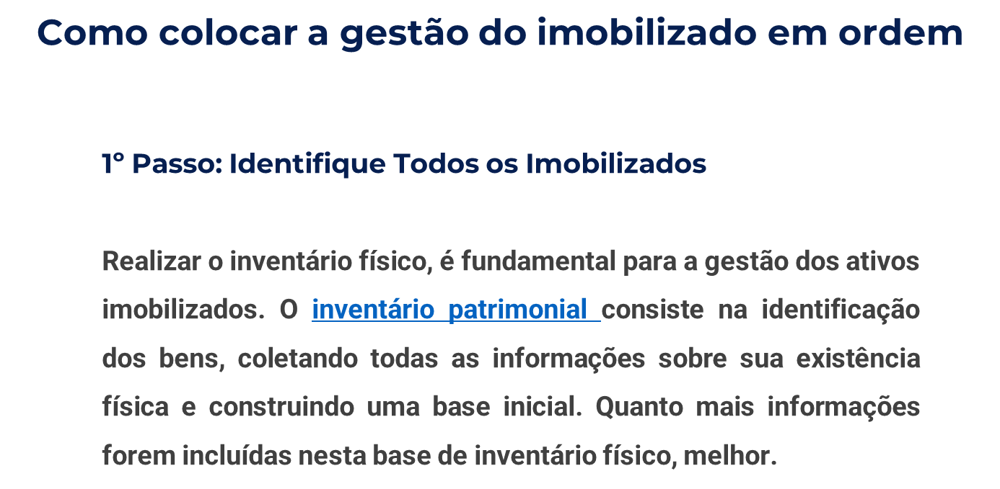 Como colocar a gestão do imobilizado em ordem
1º Passo: Identifique Todos os Imobilizados
Realizar o inventário físico, é fundamental para a gestão dos ativos
imobilizados. O inventário patrimonial consiste na identificação
dos bens, coletando todas as informações sobre sua existência
física e construindo uma base inicial. Quanto mais informações
forem incluídas nesta base de inventário físico, melhor.